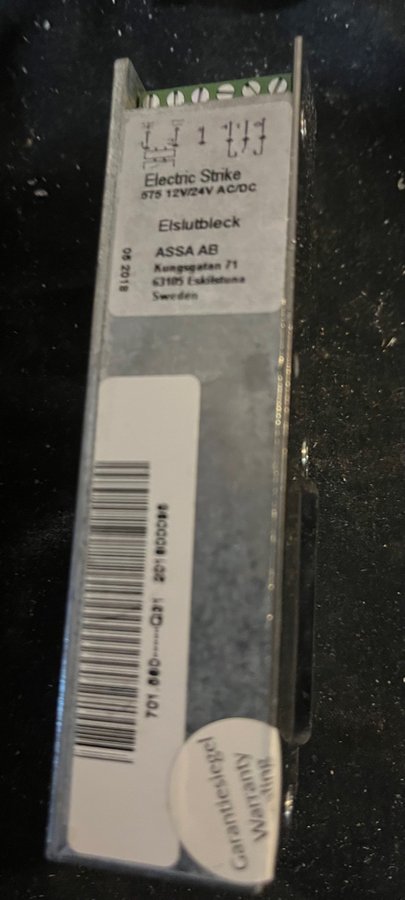 1
Electric Strike
575 12V/24V AC/DC
Elslutbleck
ASSA AB
Kungsgatan 71
63105 Eskilstuna
Sweden
05 2018
Garantiesiegel
Warranty